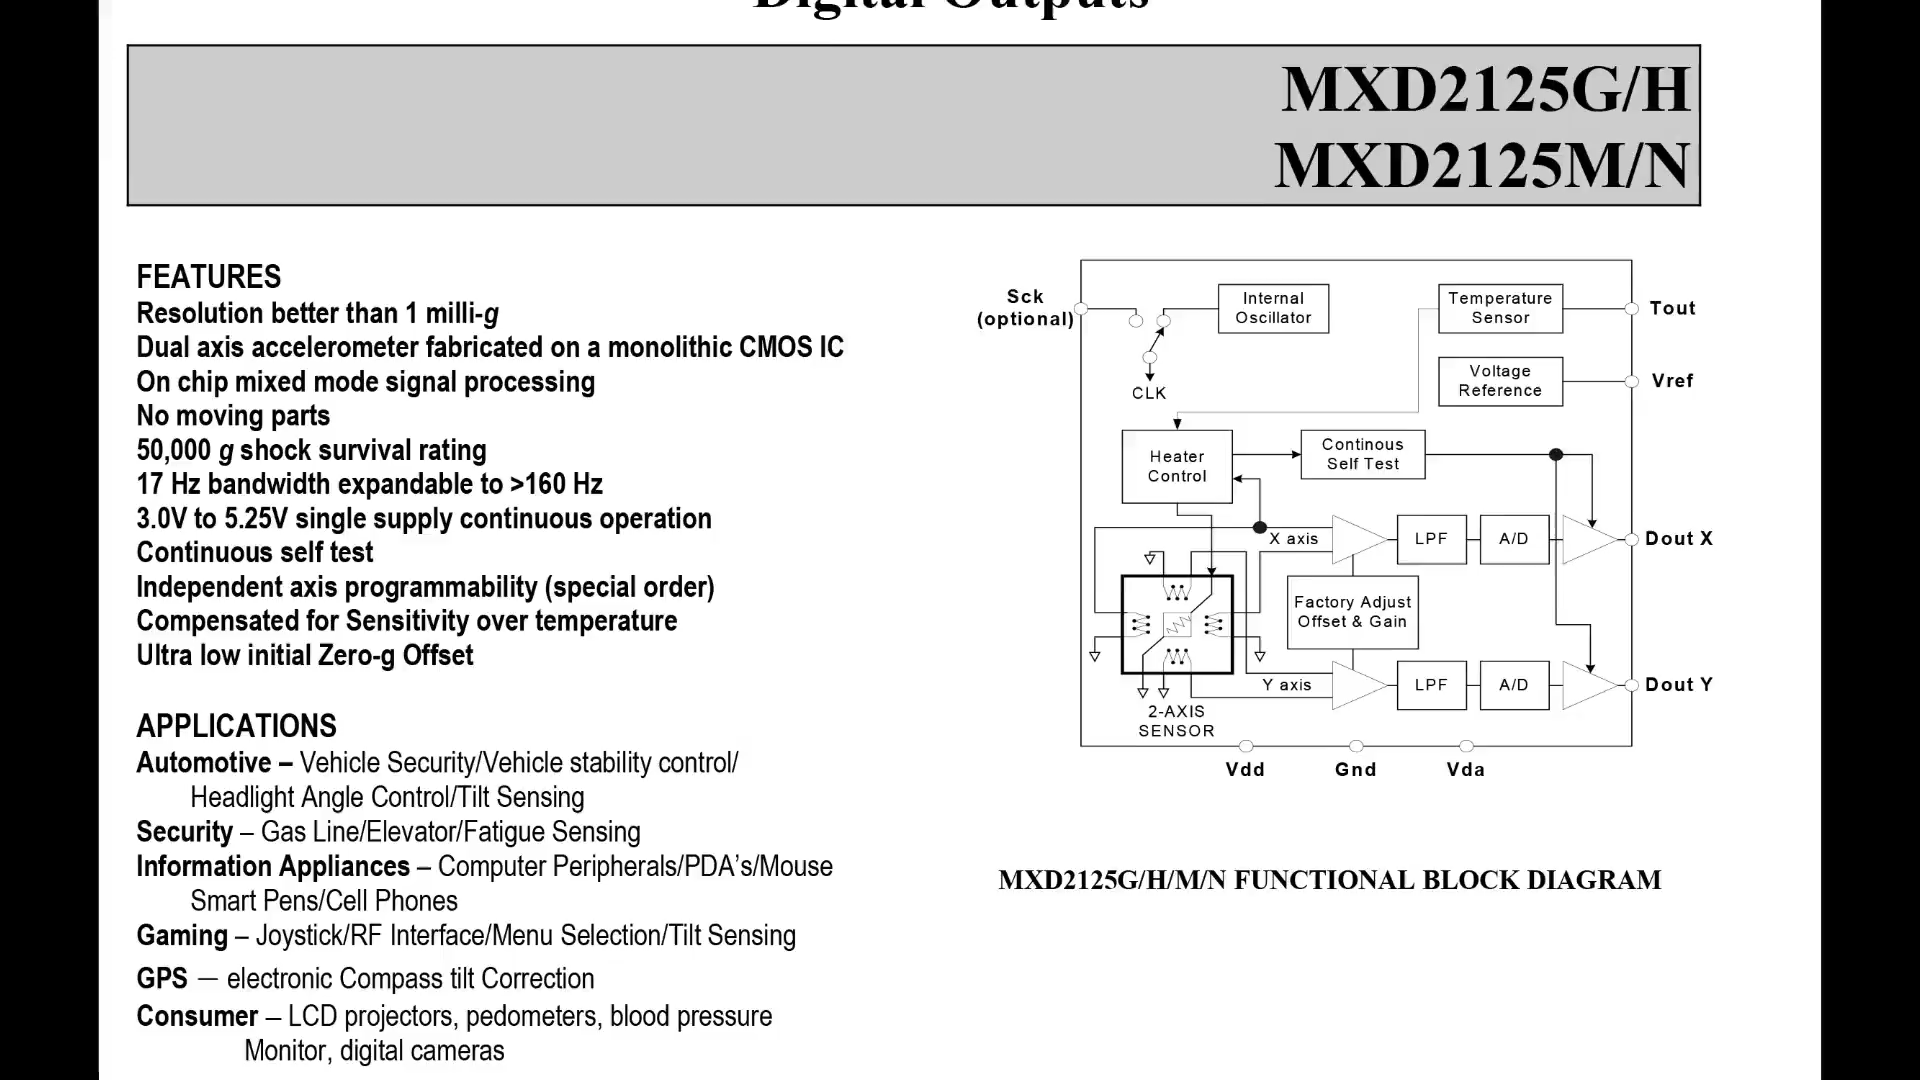 Digital Outputs
MXD2125G/H
MXD2125M/N
FEATURES
Resolution better than 1 milli-g
Dual axis accelerometer fabricated on a monolithic CMOS IC
On chip mixed mode signal processing
No moving parts
50,000 g shock survival rating
17 Hz bandwidth expandable to >160 Hz
3.0V to 5.25V single supply continuous operation
Continuous self test
Independent axis programmability (special order)
Compensated for Sensitivity over temperature
Ultra low initial Zero-g Offset
APPLICATIONS
Automotive – Vehicle Security/Vehicle stability control/
Headlight Angle Control/Tilt Sensing
Security – Gas Line/Elevator/Fatigue Sensing
Information Appliances – Computer Peripherals/PDA’s/Mouse
Smart Pens/Cell Phones
Gaming – Joystick/RF Interface/Menu Selection/Tilt Sensing
GPS — electronic Compass tilt Correction
Consumer – LCD projectors, pedometers, blood pressure
Monitor, digital cameras
Sck
(optional)
Internal
Oscillator
CLK
Temperature
Sensor
Tout
Voltage
Reference
Vref
Heater
Control
Continous
Self Test
X axis
LPF
A/D
Dout X
Factory Adjust
Offset & Gain
Y axis
LPF
A/D
Dout Y
2-AXIS
SENSOR
Vdd
Gnd
Vda
MXD2125G/H/M/N FUNCTIONAL BLOCK DIAGRAM